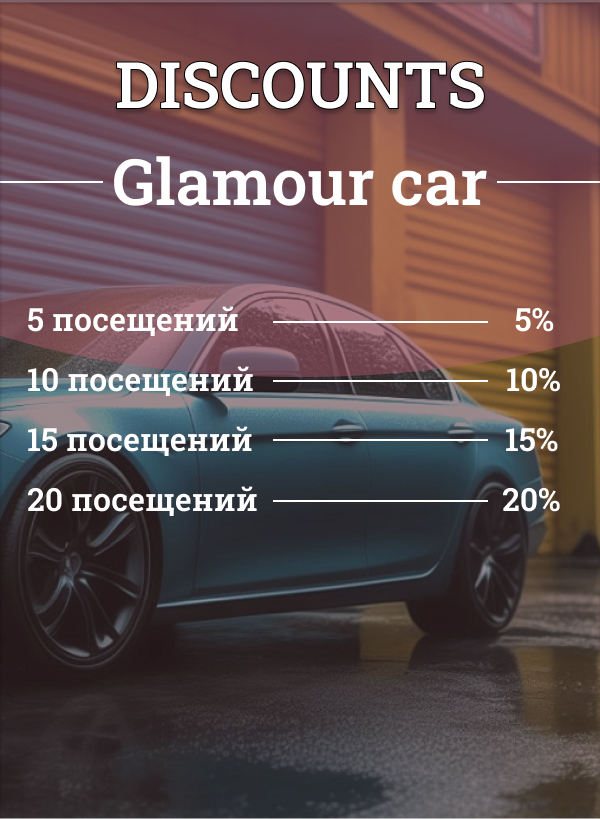 DISCOUNTS
Glamour car
5 посещений 5%
10 посещений 10%
15 посещений 15%
20 посещений 20%